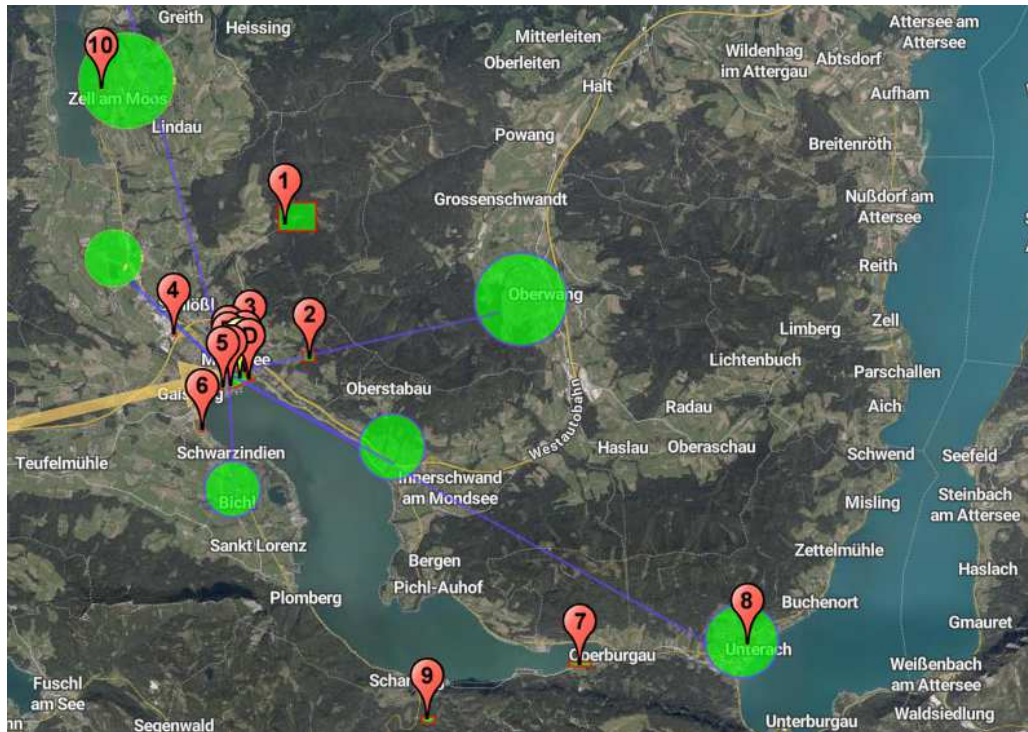 Greith
Heissing
10
Zell am Moos
Lindau
Mitterleiten
Oberleiten
Halt
Wildenhag
im Attergau
Abtsdorf
Attersee am
Attersee
Aufham
Powang
Breitenröth
1
Grossenschwandt
Nußdorf am
Attersee
Reith
4
3
2
Oberwang
Zell
Limberg
5
6
Oberstabau
Lichtenbuch
Parschallen
Aich
Radau
Schwarzindien
Teufelmühle
Westautobahn
Haslau
Oberaschau
Schwend
Seefeld
Innerschwand
am Mondsee
Bichl
Misling
Steinbach
am Attersee
Sankt Lorenz
Zettelmühle
Bergen
Pichl-Auhof
Haslach
Plomberg
Buchenort
7
8
Gmauret
Oberburgau
Unterach
9
Weißenbach
am Attersee
Fuschl
am See
Segenwald
Unterburgau
Waldsiedlung